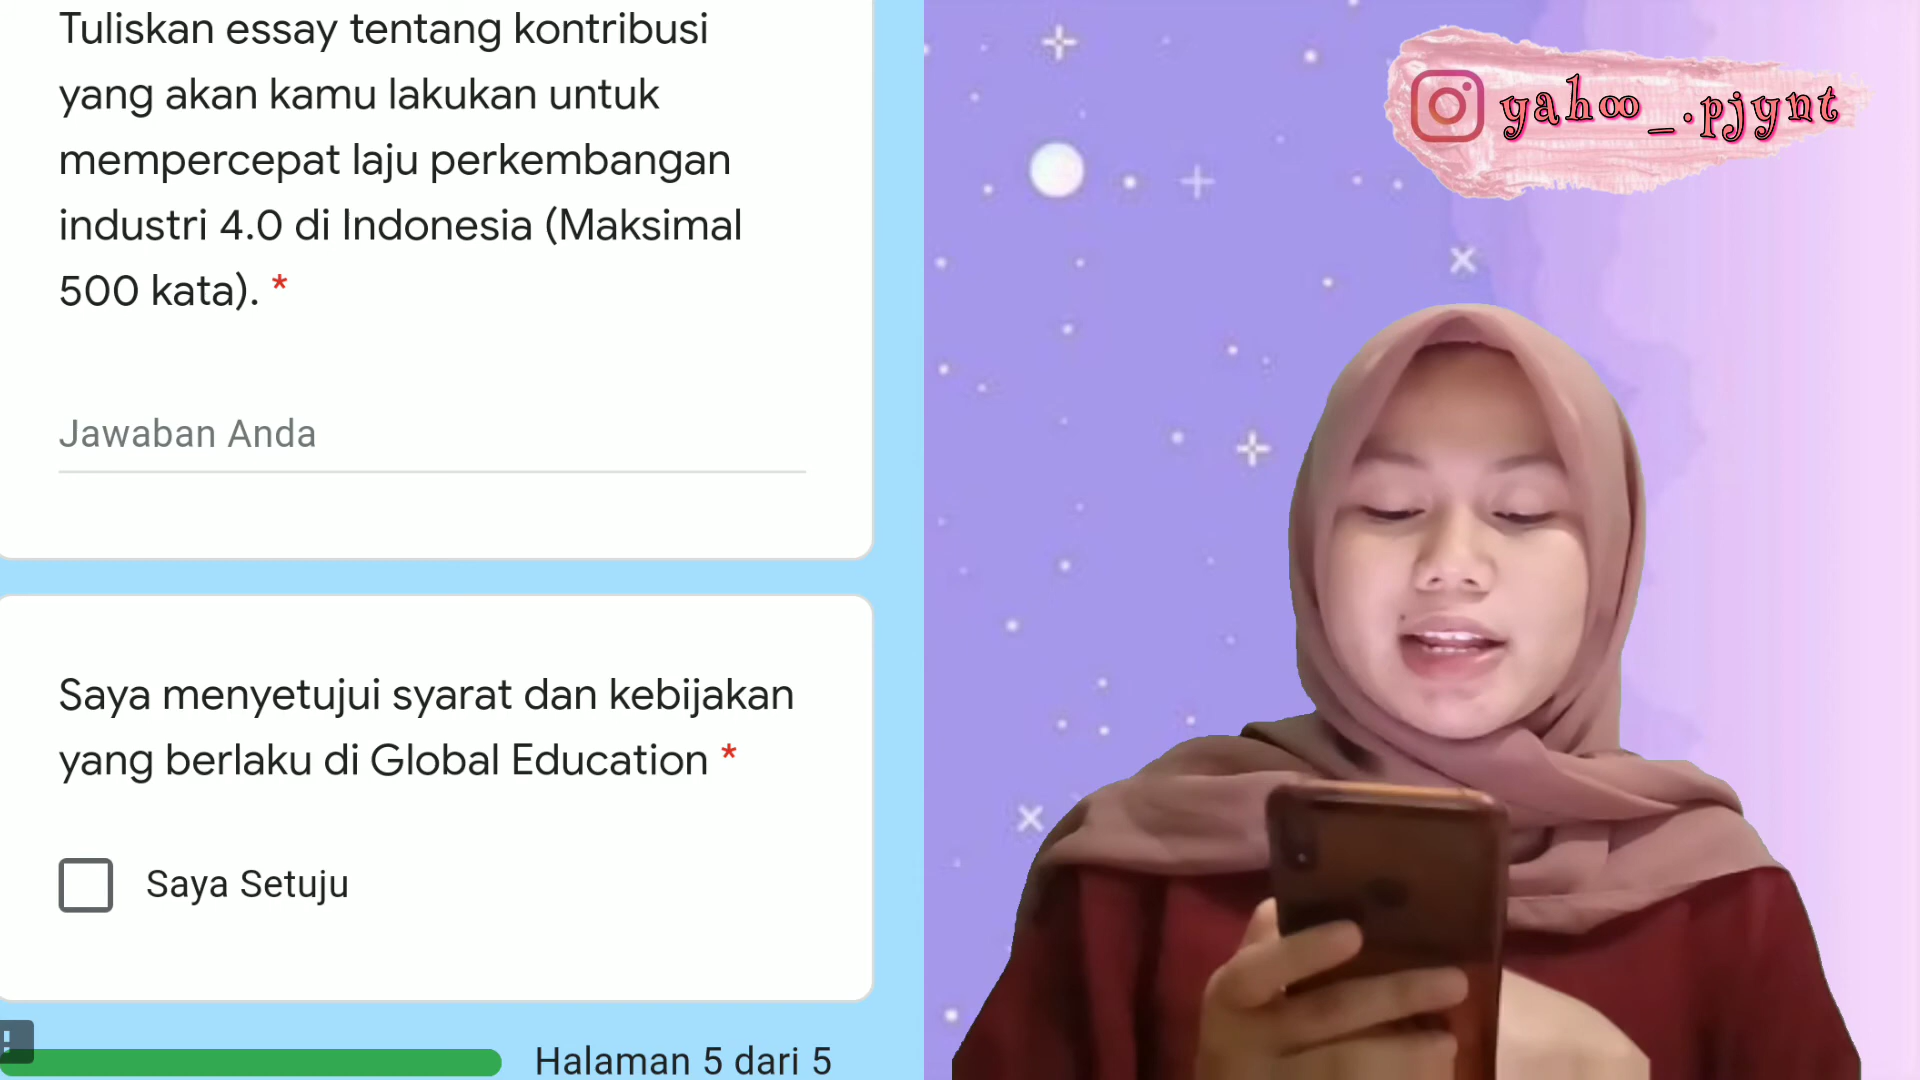 Tuliskan essay tentang kontribusi
yang akan kamu lakukan untuk
mempercepat laju perkembangan
industri 4.0 di Indonesia (Maksimal
500 kata). *
Jawaban Anda
Saya menyetujui syarat dan kebijakan
yang berlaku di Global Education *
Saya Setuju
Halaman 5 dari 5
yahoo_.pjynt